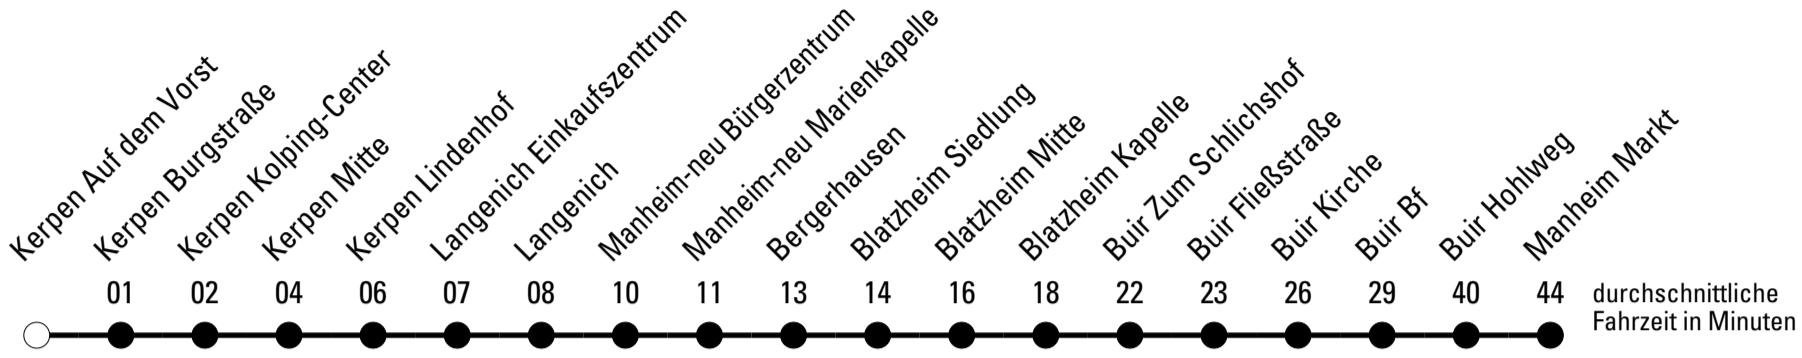 Kerpen Auf dem Vorst
Kerpen Burgstraße
Kerpen Kolping-Center
Kerpen Mitte
Kerpen Lindenhof
Langenich Einkaufszentrum
Langenich
Manheim-neu Bürgerzentrum
Manheim-neu Marienkapelle
Bergerhausen
Blatzheim Siedlung
Blatzheim Mitte
Blatzheim Kapelle
Buir Zum Schlichshof
Buir Fließstraße
Buir Kirche
Buir Bf
Buir Hohlweg
Manheim Markt
01 02 04 06 07 08 10 11 13 14 16 18 22 23 26 29 40 44
durchschnittliche
Fahrzeit in Minuten